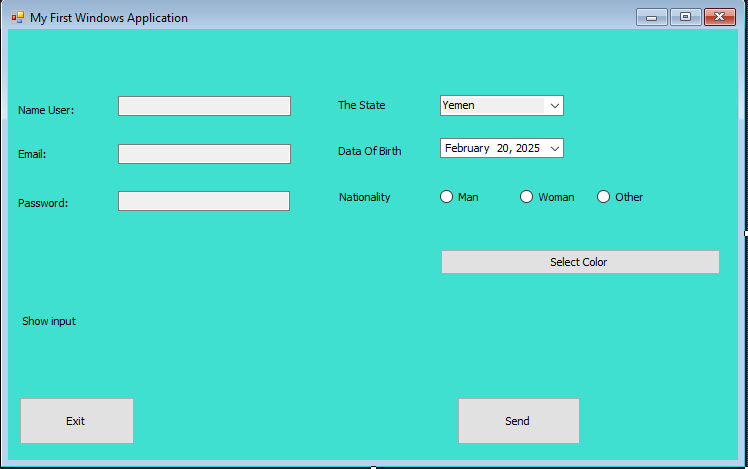 My First Windows Application
Name User:
The State
Yemen
Email:
Data Of Birth
February 20, 2025
Password:
Nationality
Man
Woman
Other
Select Color
Show input
Exit
Send